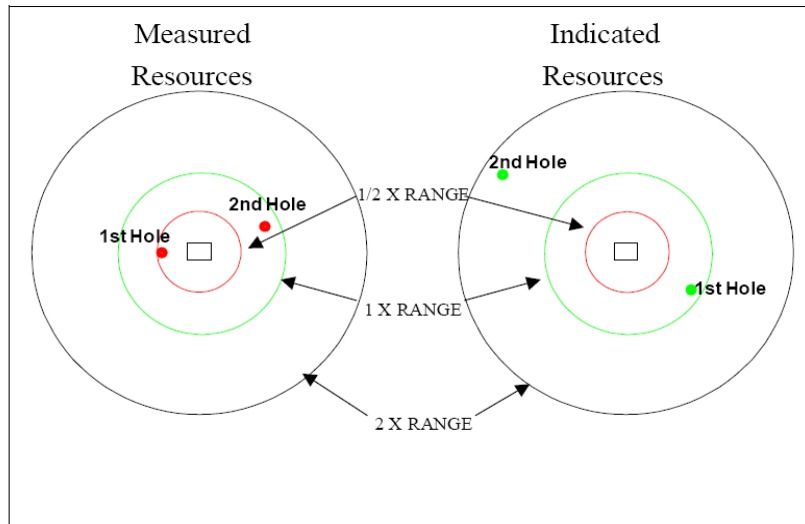 Measured
Resources
Indicated
Resources
2nd Hole
1/2 X RANGE
2nd Hole
1st Hole
1st Hole
1 X RANGE
2 X RANGE